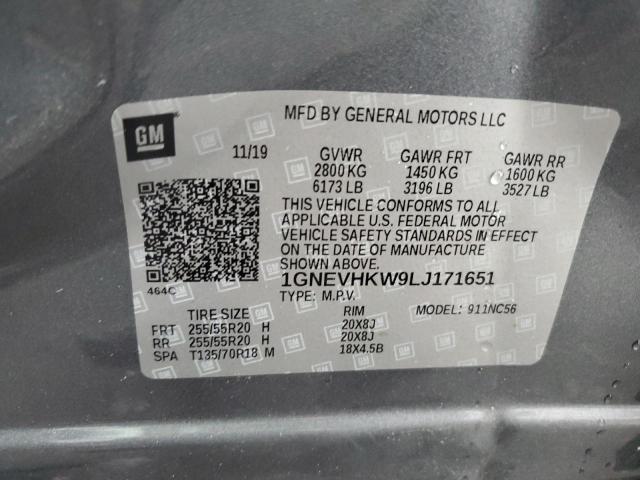 GM
MFD BY GENERAL MOTORS LLC
11/19 GVWR GAWR FRT GAWR RR
2800 KG 1450 KG 1600 KG
6173 LB 3196 LB 3527 LB
THIS VEHICLE CONFORMS TO ALL
APPLICABLE U.S. FEDERAL MOTOR
VEHICLE SAFETY STANDARDS IN EFFECT
ON THE DATE OF MANUFACTURE
SHOWN ABOVE.
464C
1GNEVHKW9LJ171651
TYPE: M.P.V. MODEL: 911NC56
TIRE SIZE RIM
FRT 255/55R20 H 20X8J
RR 255/55R20 H 20X8J
SPA T135/70R18 M 18X4.5B